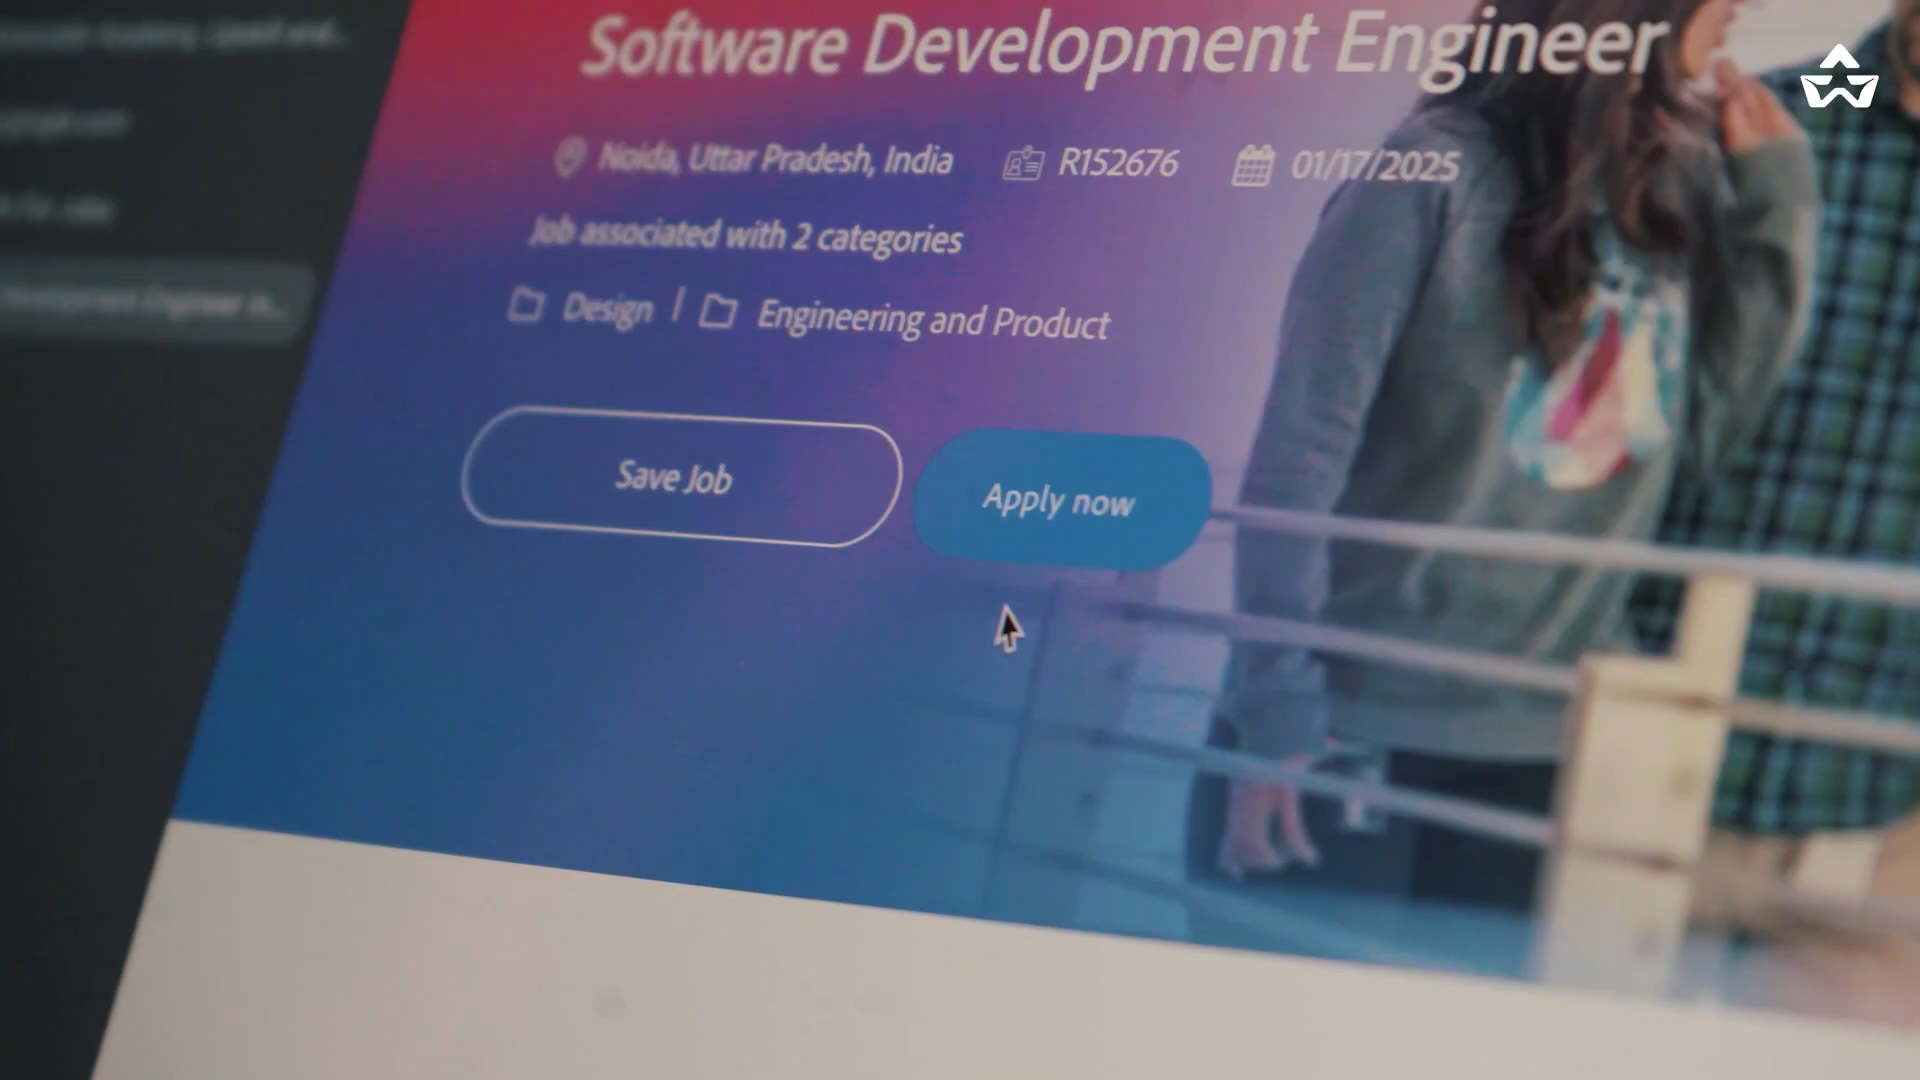 Software Development Engineer
Noida, Uttar Pradesh, India R152676 01/17/2025
Job associated with 2 categories
Design | Engineering and Product
Save Job Apply now